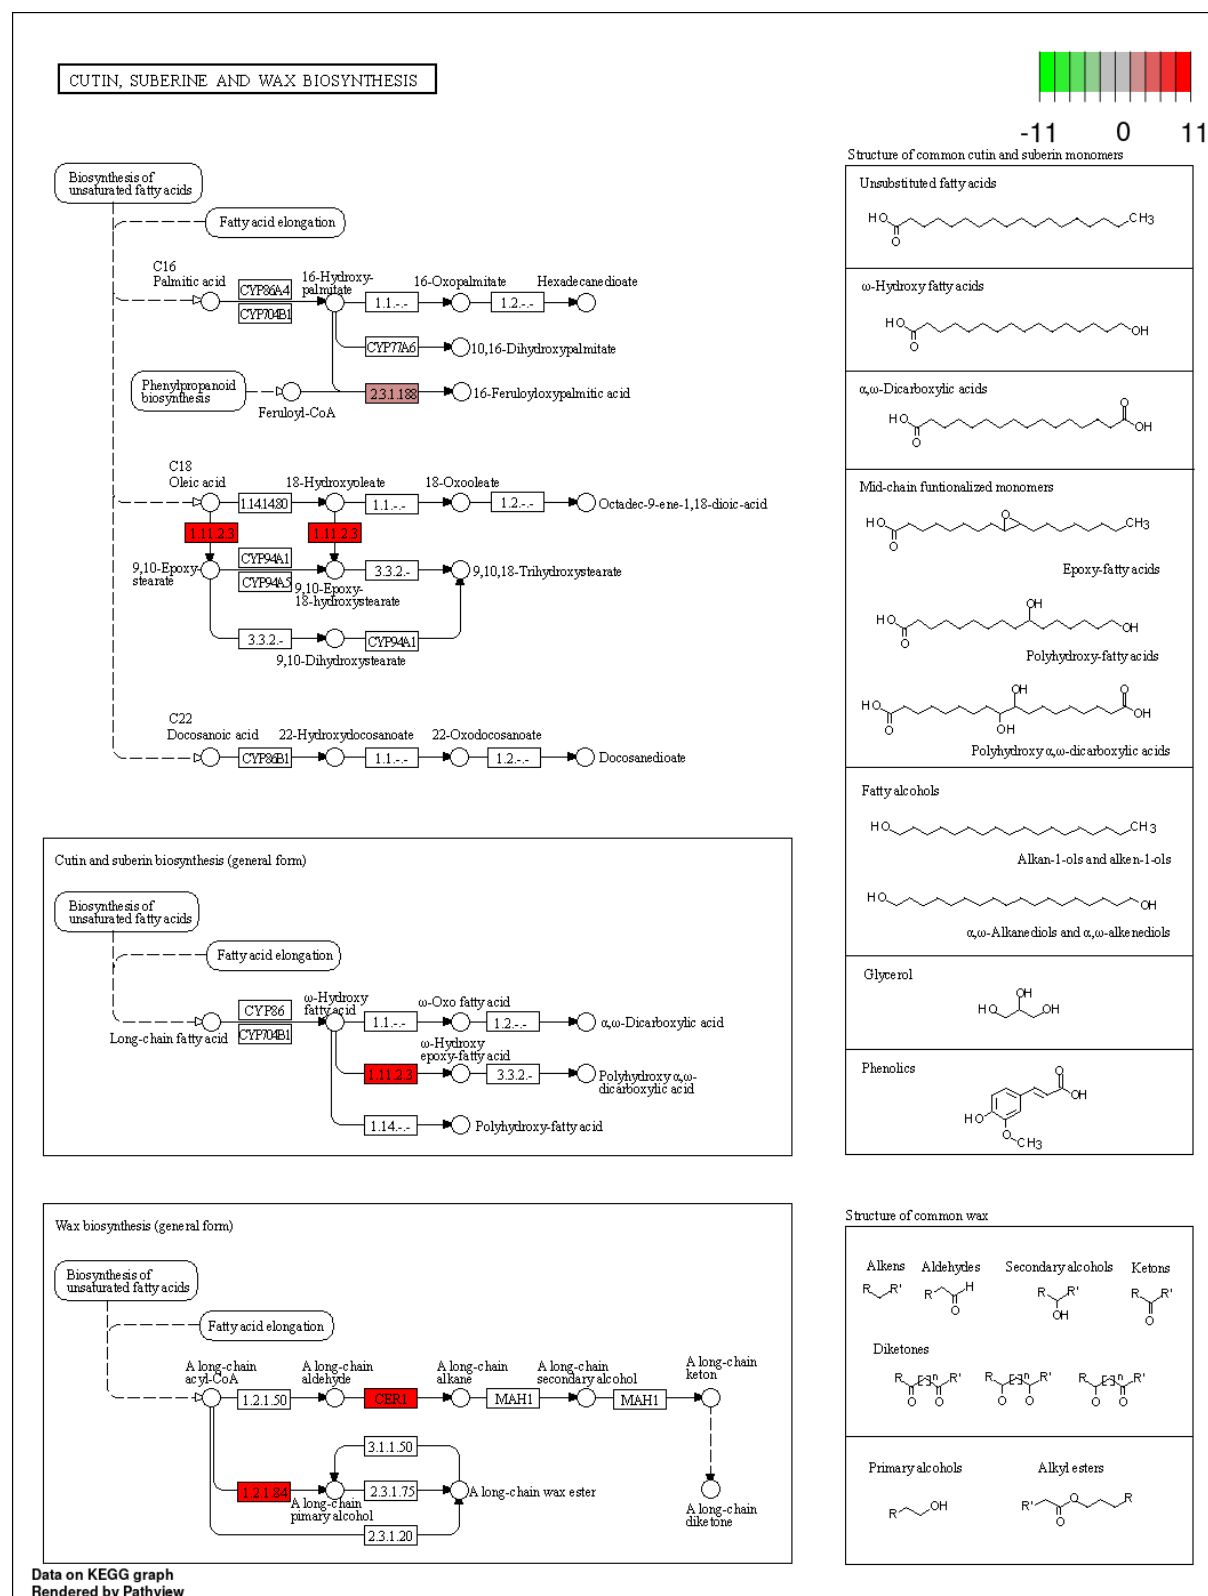 CUTIN, SUBERINE AND WAX BIOSYNTHESIS
-11 0 11
Biosynthesis of
unsaturated fatty acids
Fatty acid elongation
C16
Palmitic acid
CYP86A4
CYP704B1
16-Hydroxy-
palmitate
1.1.-.-
16-Oxopalmitate
1.2.-.-
Hexadecanedioate
CYP77A6
10,16-Dihydroxypalmitate
Phenylpropanoid
biosynthesis
Feruloyl-CoA
2.3.1.188
16-Feruloyloxypalmitic acid
C18
Oleic acid
1.14.14.80
18-Hydroxyoleate
1.1.-.-
18-Oxooleate
1.2.-.-
Octadec-9-ene-1,18-dioic-acid
1.11.2.3
1.11.2.3
9,10-Epoxy-
stearate
CYP94A1
CYP94A5
9,10-Epoxy-
18-hydroxystearate
3.3.2.-
9,10,18-Trihydroxystearate
3.3.2.-
9,10-Dihydroxystearate
CYP94A1
C22
Docosanoic acid
CYP86B1
22-Hydroxydocosanoate
1.1.-.-
22-Oxodocosanoate
1.2.-.-
Docosanedioate
Cutin and suberin biosynthesis (general form)
Biosynthesis of
unsaturated fatty acids
Fatty acid elongation
Long-chain fatty acid
CYP86
CYP704B1
ω-Hydroxy
fatty acid
1.1.-.-
ω-Oxo fatty acid
1.2.-.-
α,ω-Dicarboxylic acid
1.11.2.3
ω-Hydroxy
epoxy-fatty acid
3.3.2.-
Polyhydroxy α,ω-
dicarboxylic acid
1.14.-.-
Polyhydroxy-fatty acid
Wax biosynthesis (general form)
Biosynthesis of
unsaturated fatty acids
Fatty acid elongation
A long-chain
acyl-CoA
1.2.1.50
A long-chain
aldehyde
CER1
A long-chain
alkane
MAH1
A long-chain
secondary alcohol
MAH1
A long-chain
keton
3.1.1.50
1.2.1.84
A long-chain
pimary alcohol
2.3.1.75
A long-chain wax ester
2.3.1.20
A long-chain
diketone
Structure of common cutin and suberin monomers
Unsubstituted fatty acids
HO O CH3
ω-Hydroxy fatty acids
HO O OH
α,ω-Dicarboxylic acids
HO O O OH
Mid-chain funtionalized monomers
HO O O CH3
Epoxy-fatty acids
HO O OH OH
Polyhydroxy-fatty acids
HO O OH OH O OH
Polyhydroxy α,ω-dicarboxylic acids
Fatty alcohols
HO CH3
Alkan-1-ols and alken-1-ols
HO OH
α,ω-Alkanediols and α,ω-alkenediols
Glycerol
HO OH OH
Phenolics
HO O CH3 O OH
Structure of common wax
Alkens Aldehydes Secondary alcohols Ketons
R R' R O H R R' OH R R' O
Diketones
R O n O R' R O n O R' R O n O R'
Primary alcohols Alkyl esters
R OH R' O O R
Data on KEGG graph
Rendered by Pathview